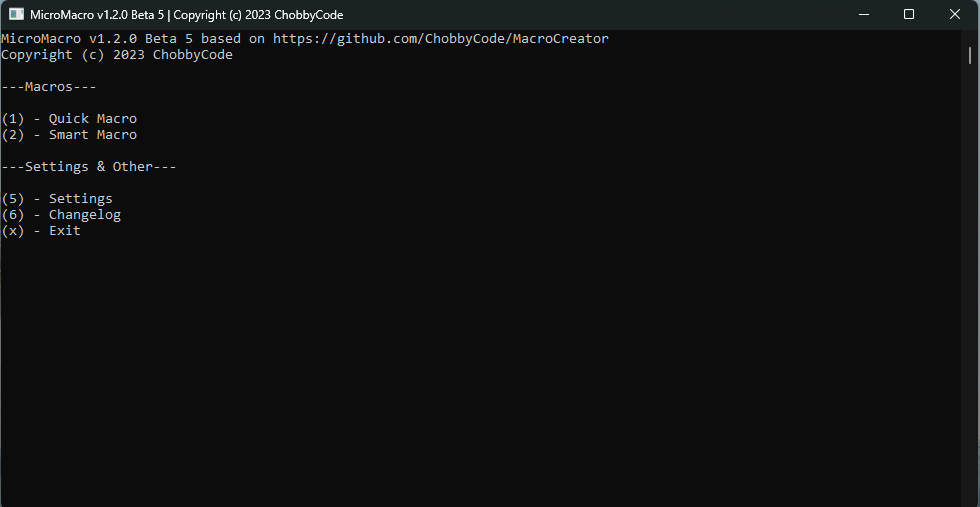 MicroMacro v1.2.0 Beta 5 | Copyright (c) 2023 ChobbyCode
MicroMacro v1.2.0 Beta 5 based on https://github.com/ChobbyCode/MacroCreator
Copyright (c) 2023 ChobbyCode
---Macros---
(1) - Quick Macro
(2) - Smart Macro
---Settings & Other---
(5) - Settings
(6) - Changelog
(x) - Exit